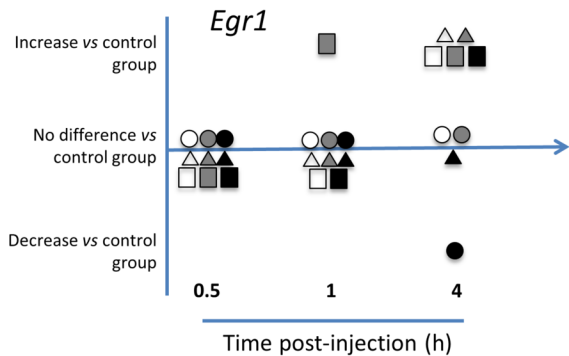 Egr1
Increase vs control
group
No difference vs
control group
Decrease vs control
group
0.5 1 4
Time post-injection (h)